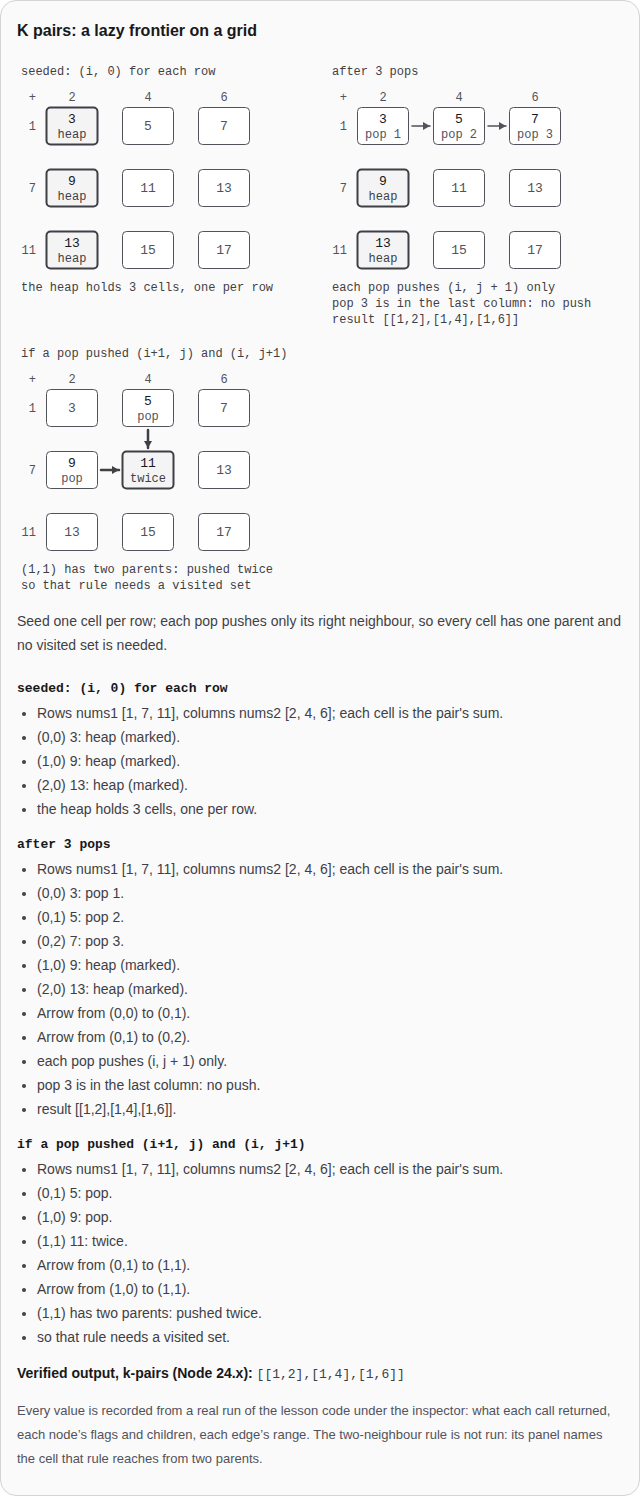 K pairs: a lazy frontier on a grid
seeded: (i, 0) for each row
+ 2 4 6
1 3 heap 5 7
7 9 heap 11 13
11 13 heap 15 17
the heap holds 3 cells, one per row
after 3 pops
+ 2 4 6
1 3 pop 1 5 pop 2 7 pop 3
7 9 heap 11 13
11 13 heap 15 17
each pop pushes (i, j + 1) only
pop 3 is in the last column: no push
result [[1,2],[1,4],[1,6]]
if a pop pushed (i+1, j) and (i, j+1)
+ 2 4 6
1 3 5 pop 7
7 9 pop 11 twice 13
11 13 15 17
(1,1) has two parents: pushed twice
so that rule needs a visited set
Seed one cell per row; each pop pushes only its right neighbour, so every cell has one parent and
no visited set is needed.
seeded: (i, 0) for each row
• Rows nums1 [1, 7, 11], columns nums2 [2, 4, 6]; each cell is the pair's sum.
• (0,0) 3: heap (marked).
• (1,0) 9: heap (marked).
• (2,0) 13: heap (marked).
• the heap holds 3 cells, one per row.
after 3 pops
• Rows nums1 [1, 7, 11], columns nums2 [2, 4, 6]; each cell is the pair's sum.
• (0,0) 3: pop 1.
• (0,1) 5: pop 2.
• (0,2) 7: pop 3.
• (1,0) 9: heap (marked).
• (2,0) 13: heap (marked).
• Arrow from (0,0) to (0,1).
• Arrow from (0,1) to (0,2).
• each pop pushes (i, j + 1) only.
• pop 3 is in the last column: no push.
• result [[1,2],[1,4],[1,6]].
if a pop pushed (i+1, j) and (i, j+1)
• Rows nums1 [1, 7, 11], columns nums2 [2, 4, 6]; each cell is the pair's sum.
• (0,1) 5: pop.
• (1,0) 9: pop.
• (1,1) 11: twice.
• Arrow from (0,1) to (1,1).
• Arrow from (1,0) to (1,1).
• (1,1) has two parents: pushed twice.
• so that rule needs a visited set.
Verified output, k-pairs (Node 24.x): [[1,2],[1,4],[1,6]]
Every value is recorded from a real run of the lesson code under the inspector: what each call returned,
each node’s flags and children, each edge’s range. The two-neighbour rule is not run: its panel names
the cell that rule reaches from two parents.